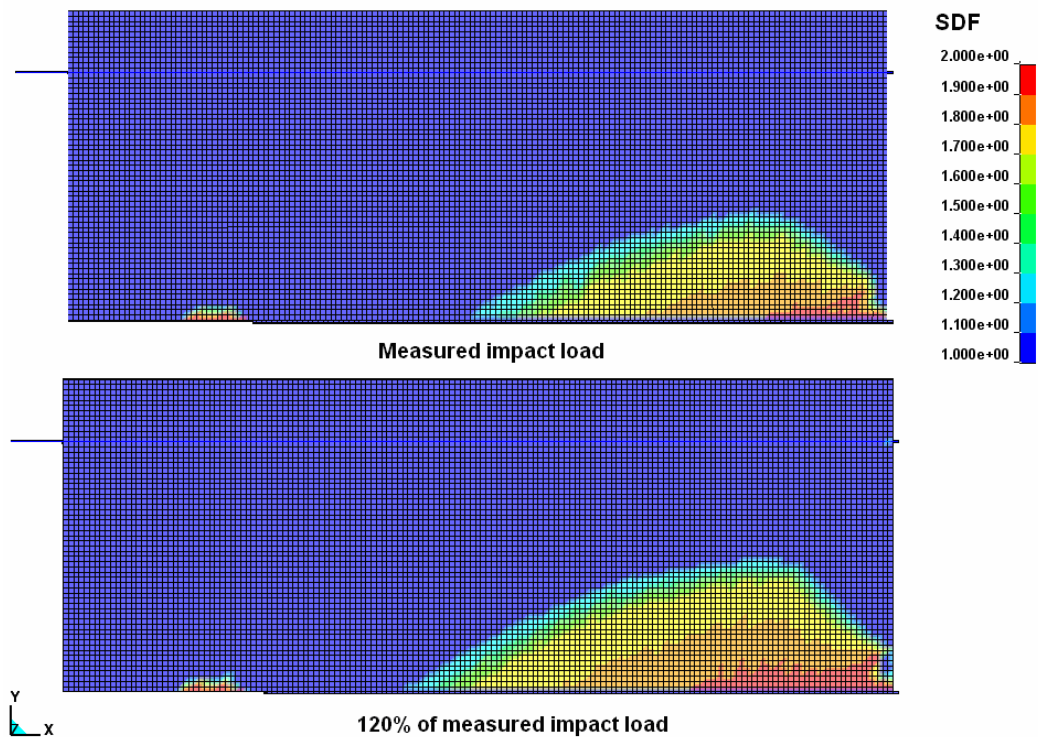 SDF
2.000e+00
1.900e+00
1.800e+00
1.700e+00
1.600e+00
1.500e+00
1.400e+00
1.300e+00
1.200e+00
1.100e+00
1.000e+00
Measured impact load
Y
Z X
120% of measured impact load